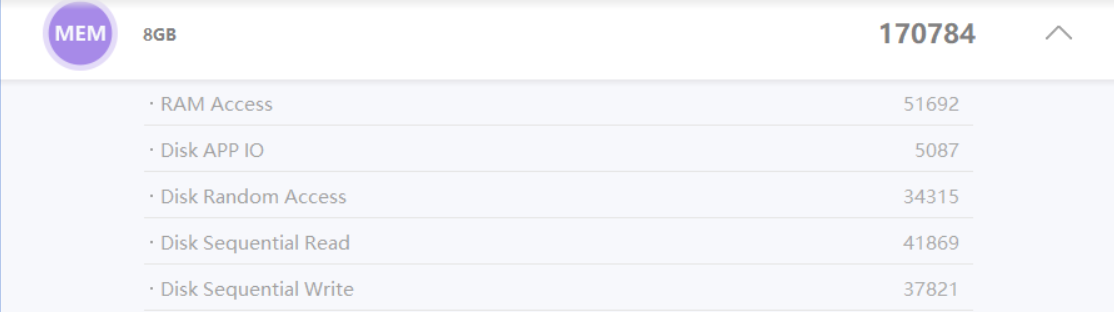 MEM 8GB 170784
· RAM Access 51692
· Disk APP IO 5087
· Disk Random Access 34315
· Disk Sequential Read 41869
· Disk Sequential Write 37821